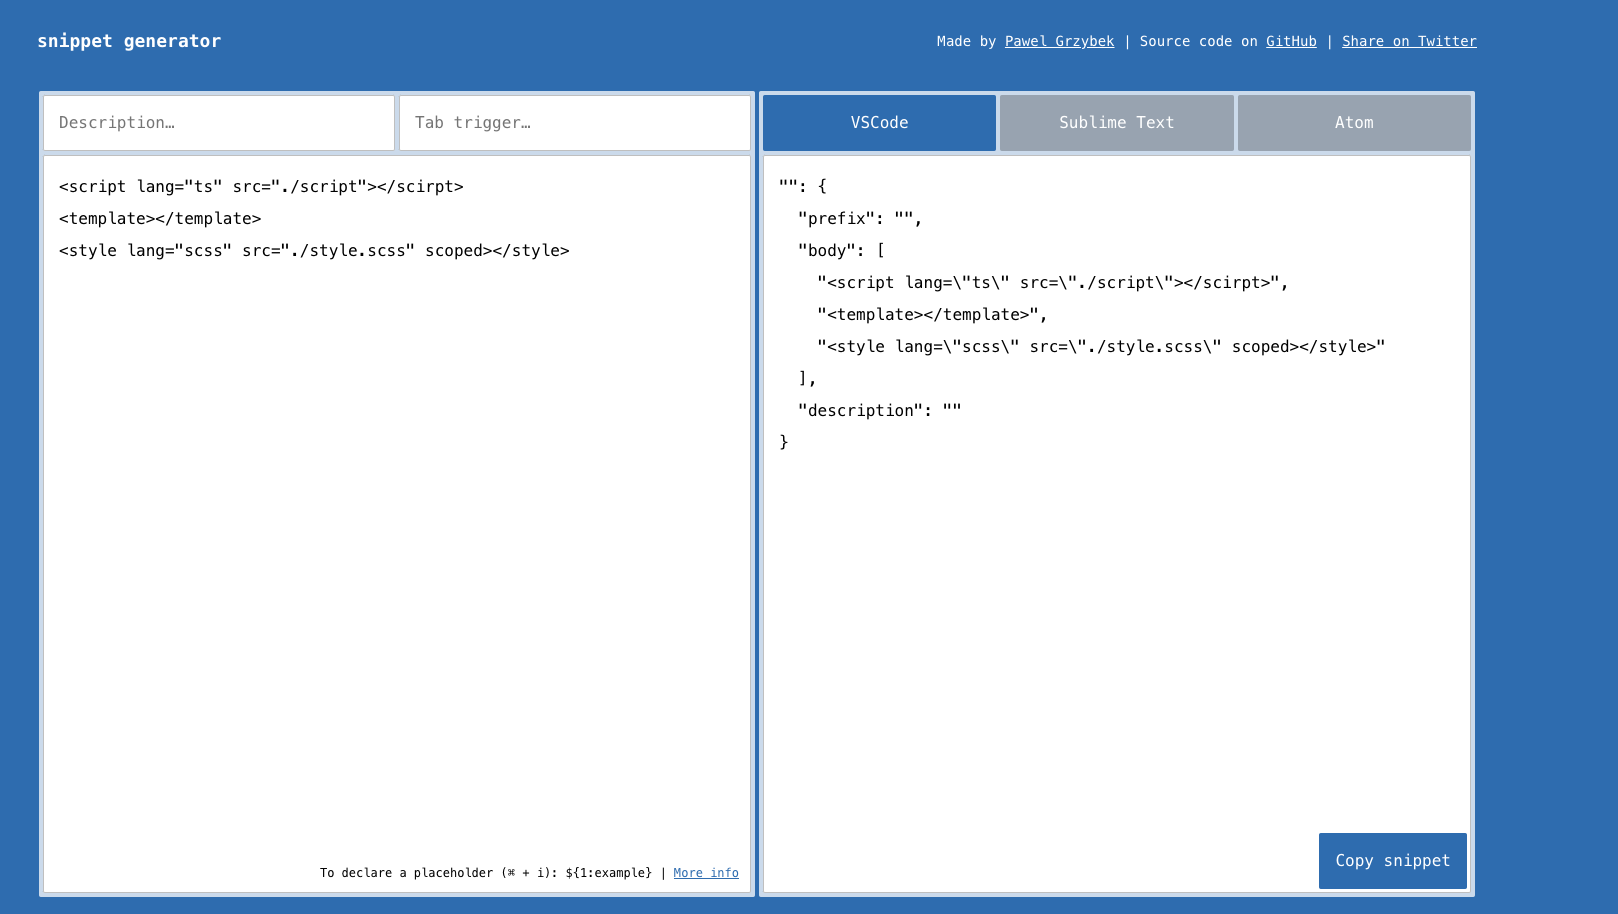 snippet generator
Made by Pawel Grzybek | Source code on GitHub | Share on Twitter
Description…
Tab trigger…
<script lang="ts" src="./script"></scirpt>
<template></template>
<style lang="scss" src="./style.scss" scoped></style>
To declare a placeholder (⌘ + i): ${1:example} | More info
VSCode
Sublime Text
Atom
"": {
  "prefix": "",
  "body": [
    "<script lang=\"ts\" src=\"./script\"></scirpt>",
    "<template></template>",
    "<style lang=\"scss\" src=\"./style.scss\" scoped></style>"
  ],
  "description": ""
}
Copy snippet